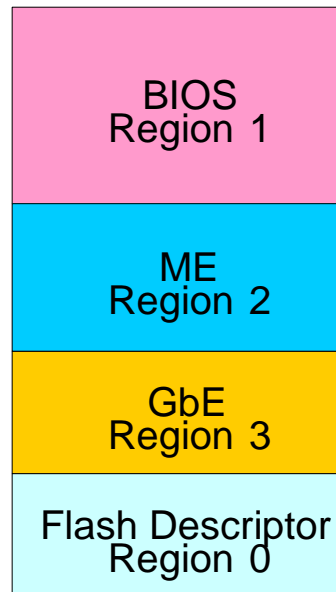 BIOS
Region 1
ME
Region 2
GbE
Region 3
Flash Descriptor
Region 0